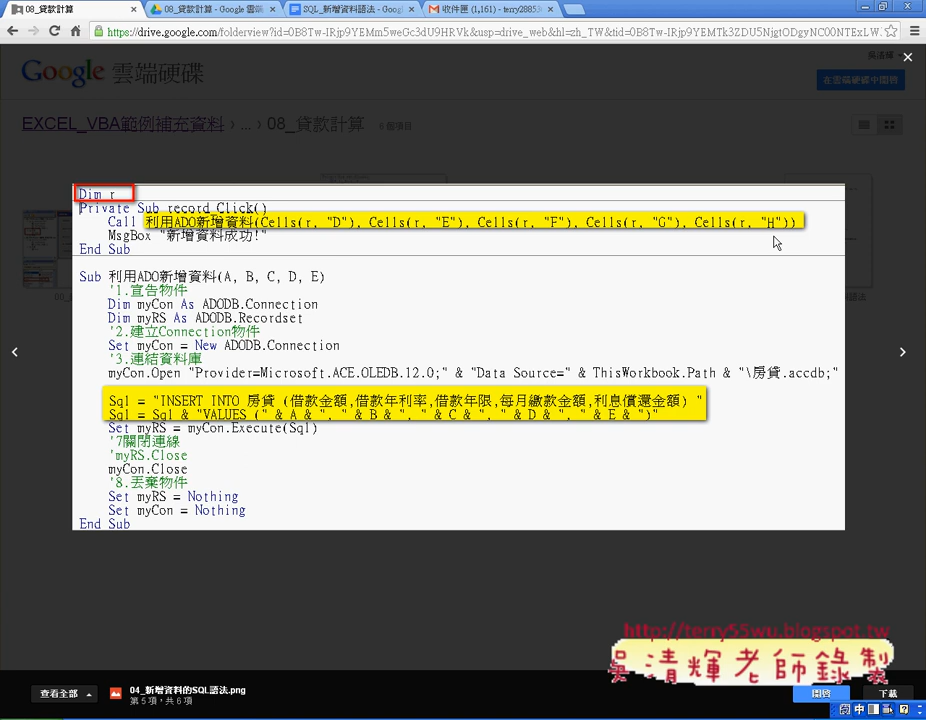 08_貸款計算
08_貸款計算 - Google 雲端
SQL_新增資料語法 - Googl
收件匣 (1,161) - terry28853
https://drive.google.com/folderview?id=0B8Tw-IRjp9YEMm5weGc3dU9HRVk&usp=drive_web&hl=zh_TW&tid=0B8Tw-IRjp9YEMTk3ZDU5NjgtODgyNC00NTExLW
Google 雲端硬碟
在雲端硬碟中開啟
EXCEL_VBA範例補充資料 › ... › 08_貸款計算 6 個項目
Dim r
Private Sub record_Click()
Call 利用ADO新增資料(Cells(r, "D"), Cells(r, "E"), Cells(r, "F"), Cells(r, "G"), Cells(r, "H"))
MsgBox "新增資料成功!"
End Sub
Sub 利用ADO新增資料(A, B, C, D, E)
'1.宣告物件
Dim myCon As ADODB.Connection
Dim myRS As ADODB.Recordset
'2.建立Connection物件
Set myCon = New ADODB.Connection
'3.連結資料庫
myCon.Open "Provider=Microsoft.ACE.OLEDB.12.0;" & "Data Source=" & ThisWorkbook.Path & "\房貸.accdb;"
Sql = "INSERT INTO 房貸 (借款金額,借款年利率,借款年限,每月繳款金額,利息償還金額) "
Sql = Sql & "VALUES (" & A & ", " & B & ", " & C & ", " & D & ", " & E & ")"
Set myRS = myCon.Execute(Sql)
'7關閉連線
'myRS.Close
myCon.Close
'8.丟棄物件
Set myRS = Nothing
Set myCon = Nothing
End Sub
http://terry55wu.blogspot.tw
吳清輝老師錄製
查看全部
04_新增資料的SQL語法.png
第 5 項，共 6 項
開啟
下載
中